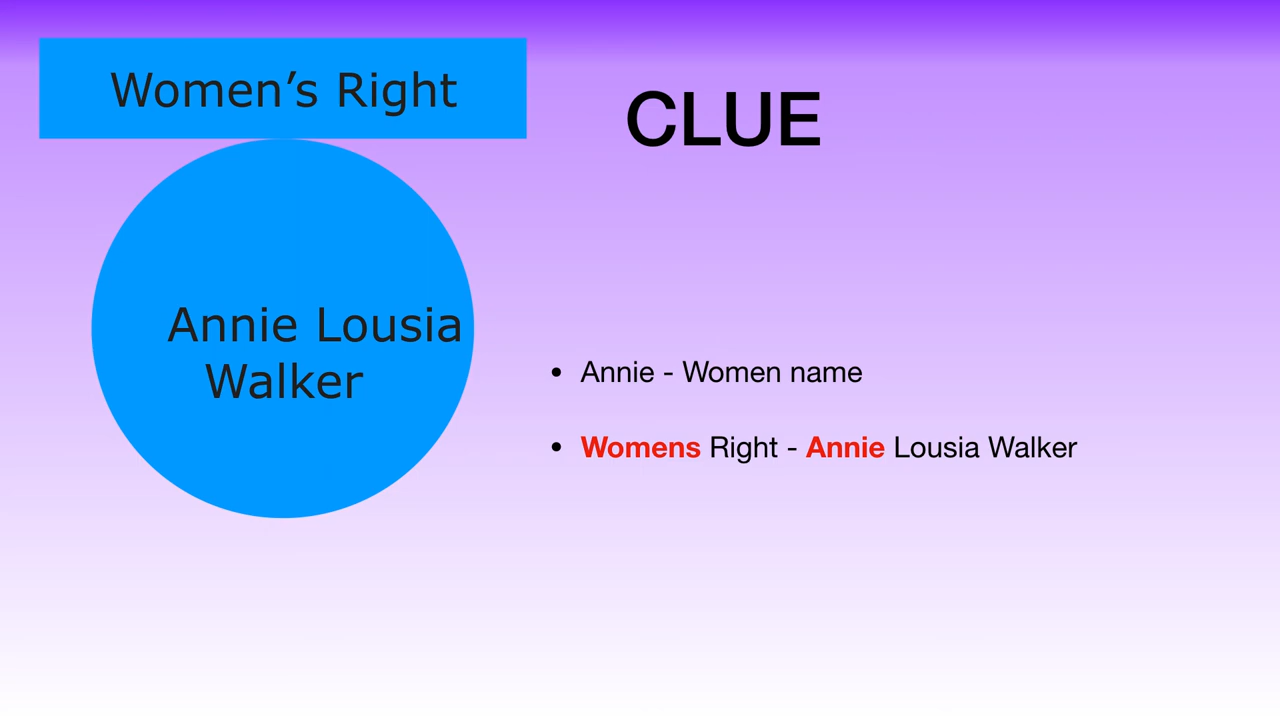 Women’s Right
CLUE
Annie Lousia
Walker
• Annie - Women name
• Womens Right - Annie Lousia Walker